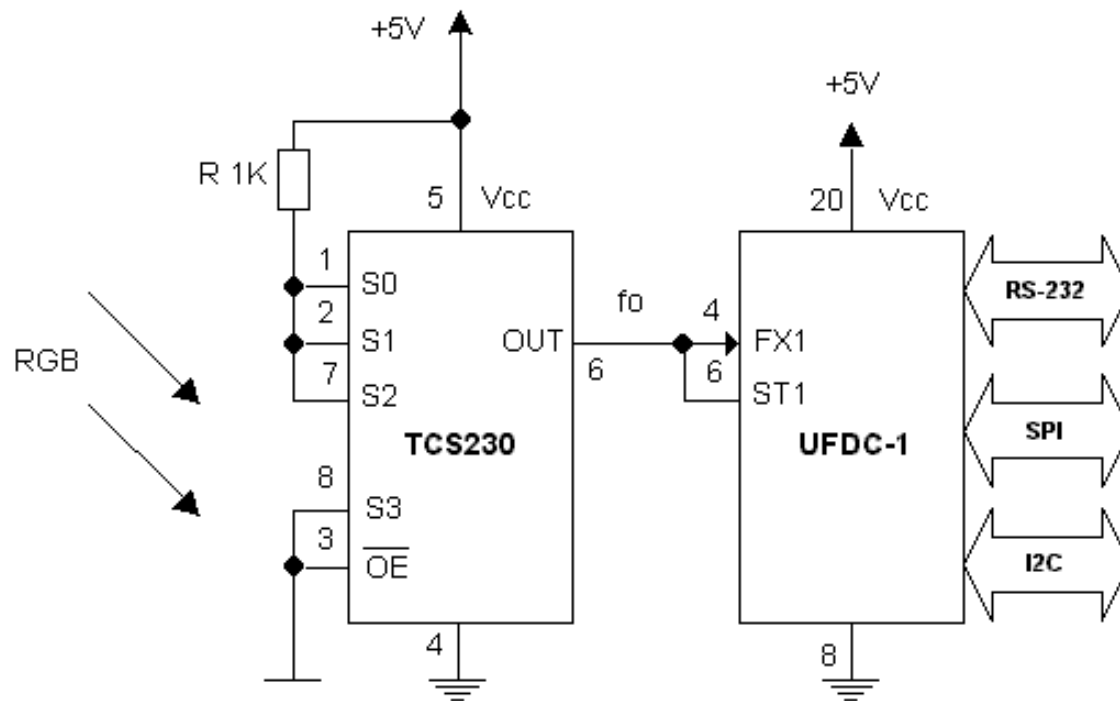 +5V
+5V
R 1K
5 Vcc
20 Vcc
1
S0
2
S1
7
S2
RGB
OUT
fo
6
4
FX1
6
ST1
RS-232
TCS230
UFDC-1
SPI
8
S3
3
OE
I2C
4
8